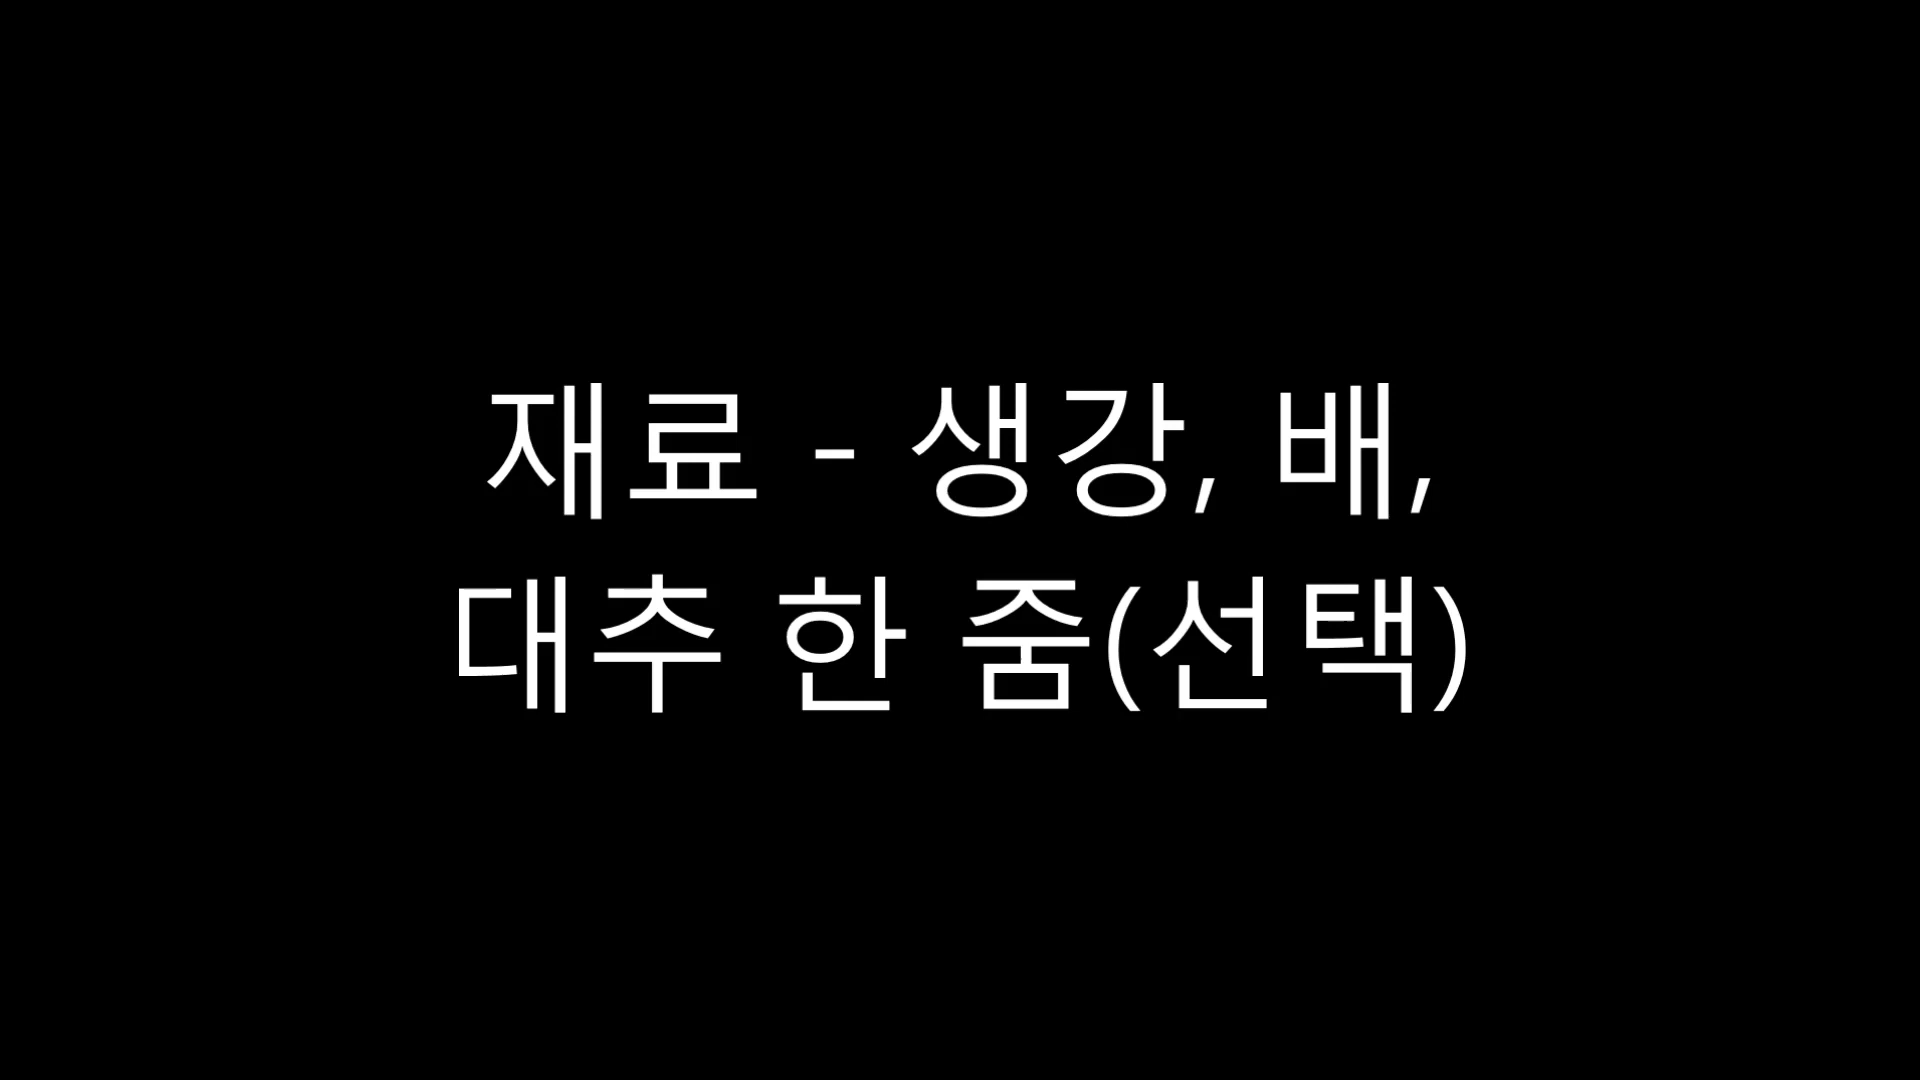 재료 - 생강, 배,
대추 한 줌(선택)